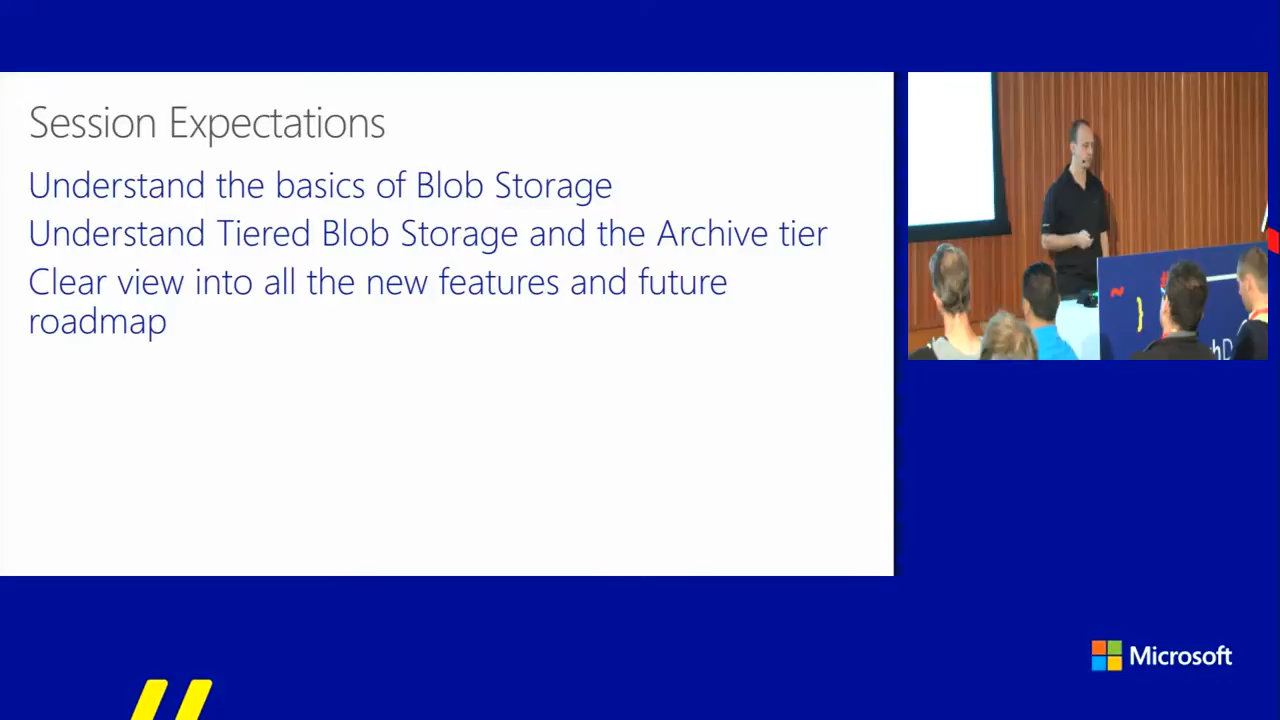 Session Expectations
Understand the basics of Blob Storage
Understand Tiered Blob Storage and the Archive tier
Clear view into all the new features and future
roadmap
Microsoft